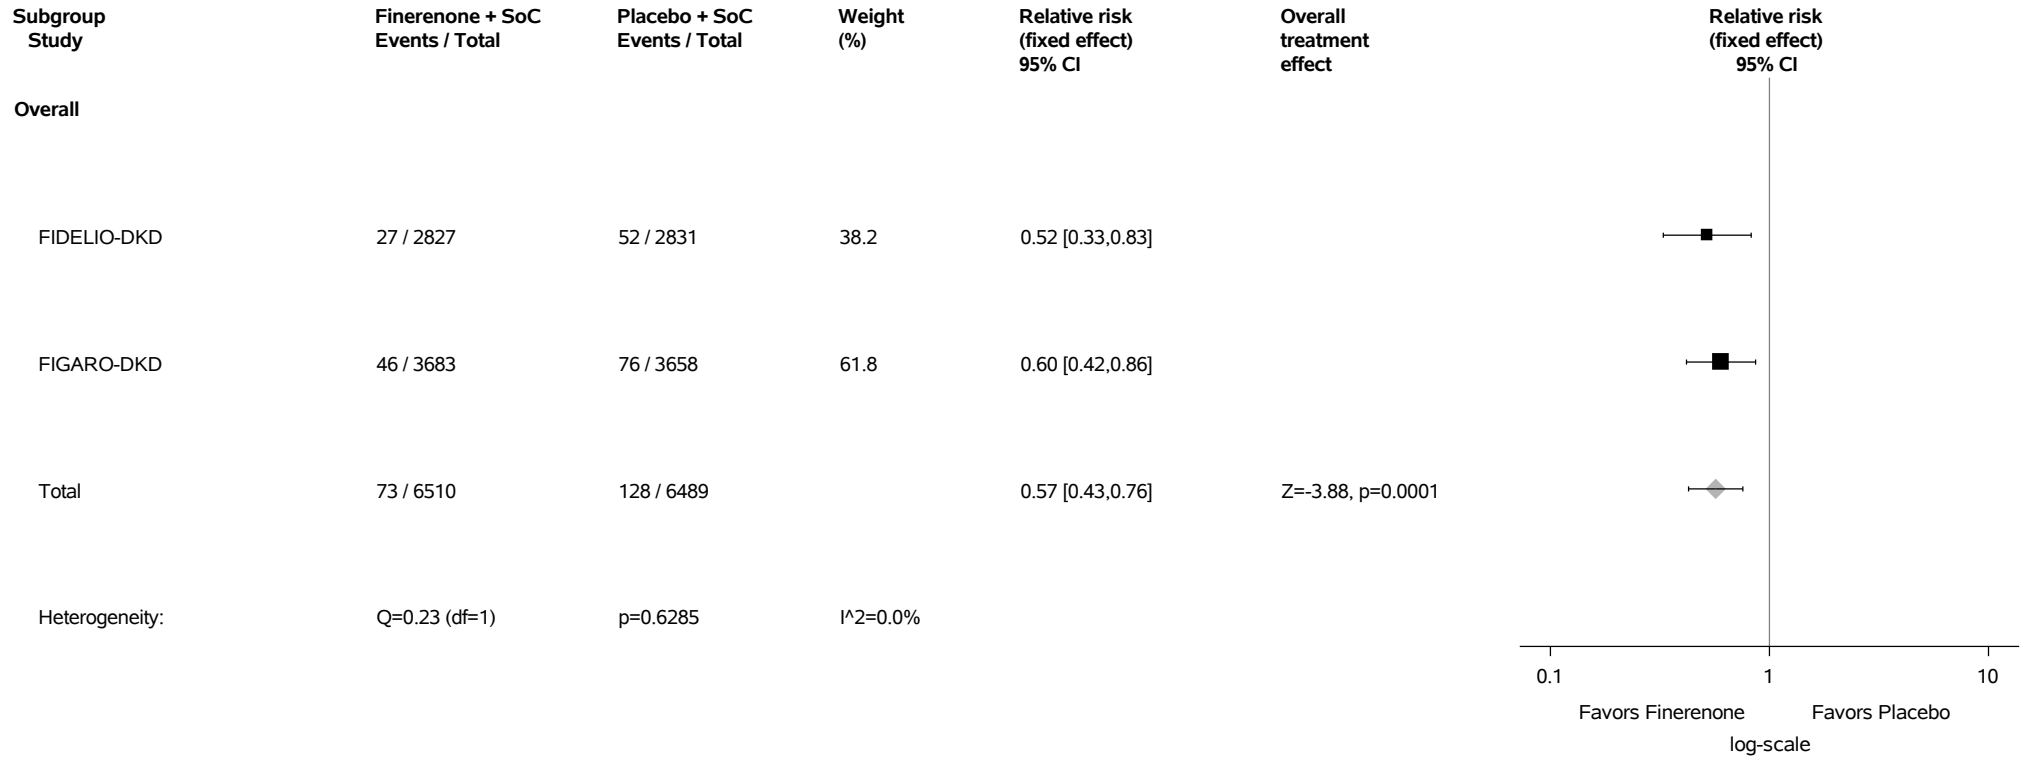 Subgroup Finerenone + SoC Placebo + SoC Weight Relative risk Overall Relative risk
Study Events / Total Events / Total (%) (fixed effect) treatment (fixed effect)
95% CI effect 95% CI
Overall
FIDELIO-DKD 27 / 2827 52 / 2831 38.2 0.52 [0.33,0.83]
FIGARO-DKD 46 / 3683 76 / 3658 61.8 0.60 [0.42,0.86]
Total 73 / 6510 128 / 6489 0.57 [0.43,0.76] Z=-3.88, p=0.0001
Heterogeneity: Q=0.23 (df=1) p=0.6285 I^2=0.0%
0.1 1 10
Favors Finerenone Favors Placebo
log-scale